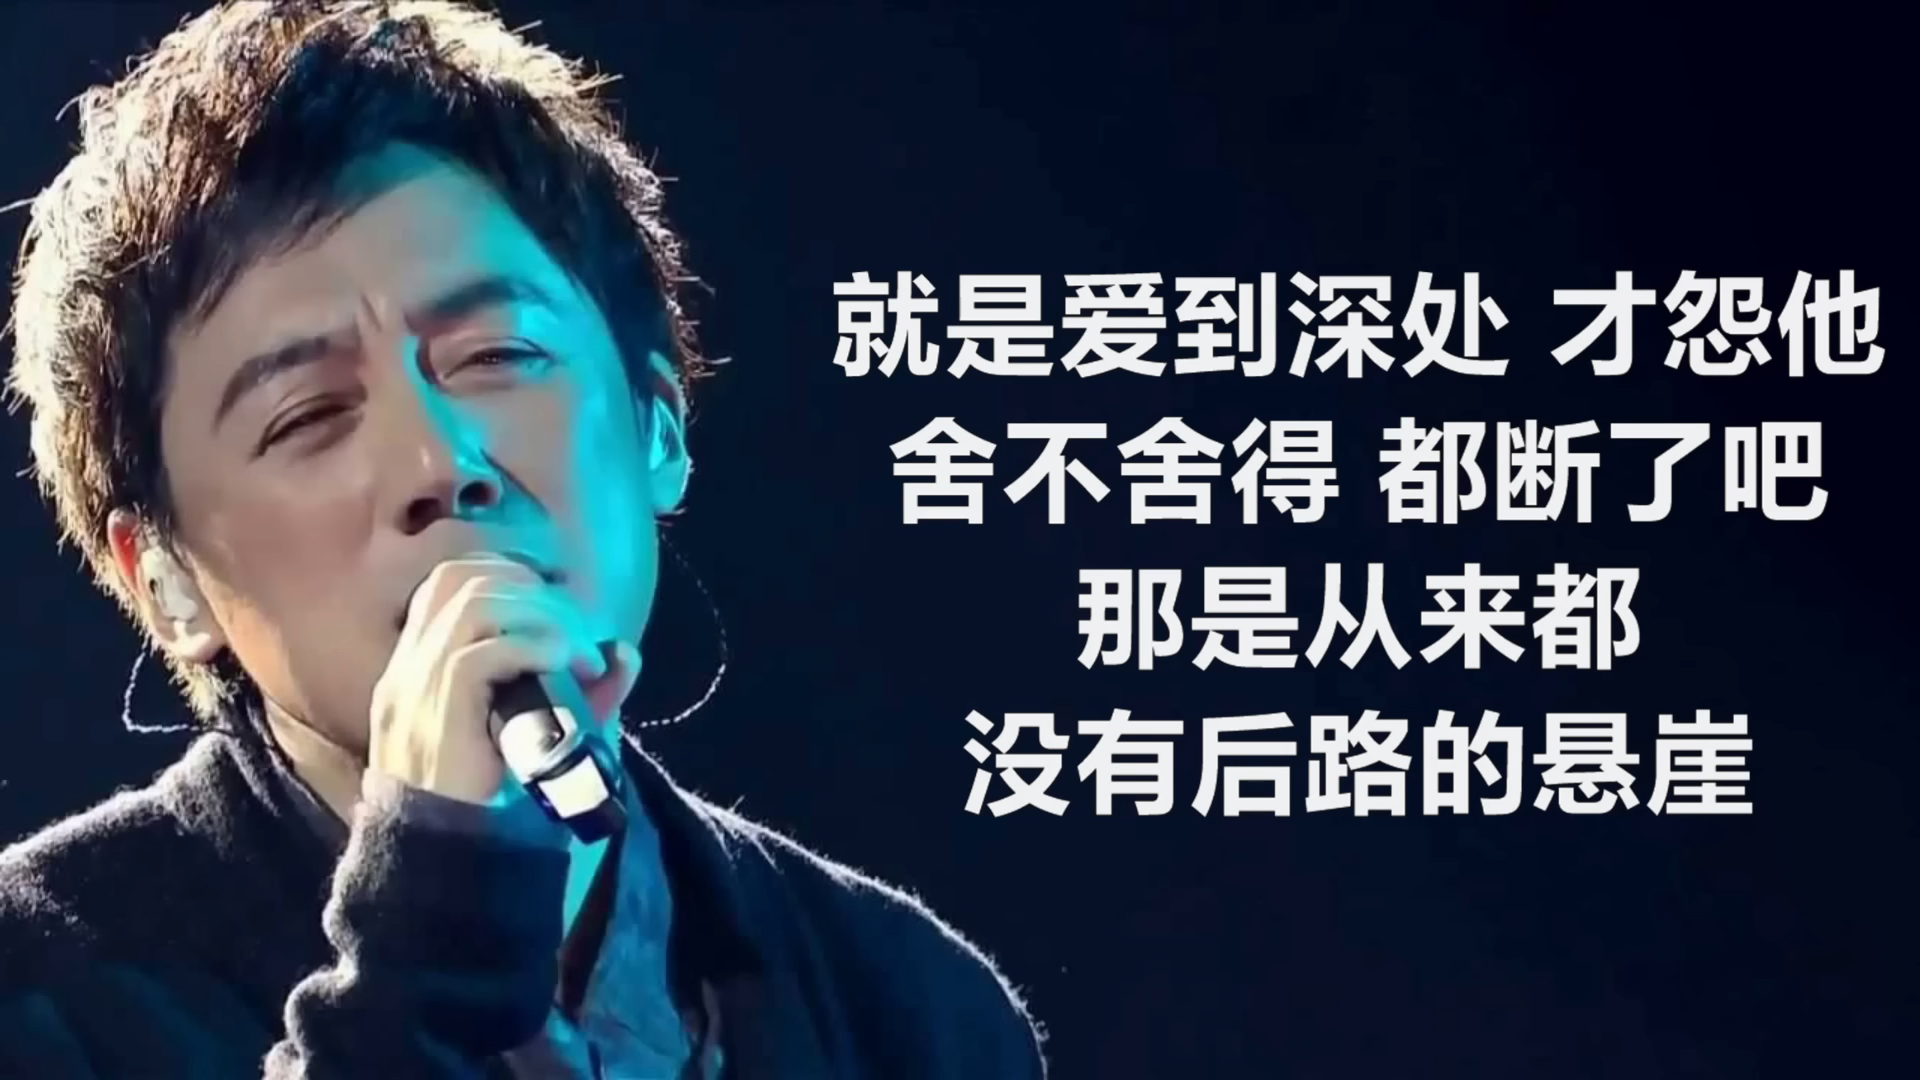 就是爱到深处 才怨他
舍不舍得 都断了吧
那是从来都
没有后路的悬崖